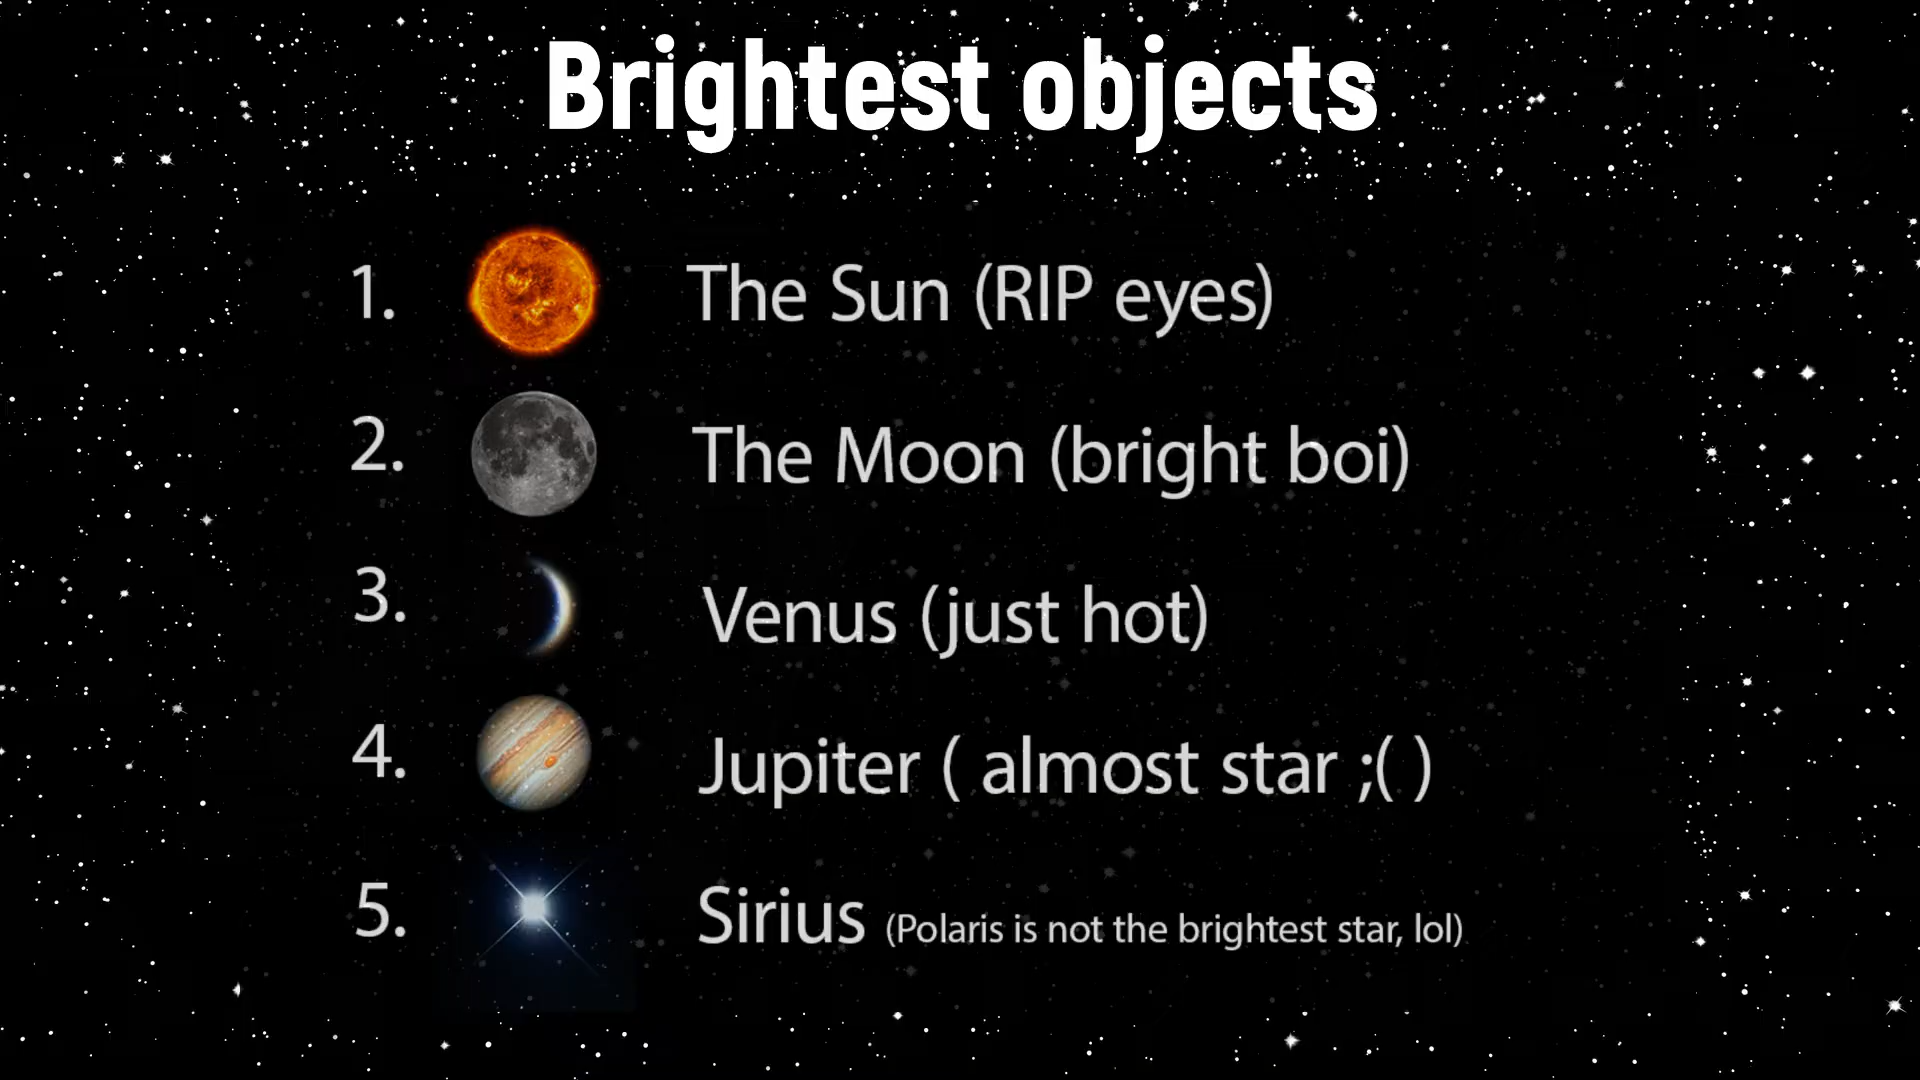 Brightest objects
1. The Sun (RIP eyes)
2. The Moon (bright boi)
3. Venus (just hot)
4. Jupiter ( almost star ;( )
5. Sirius (Polaris is not the brightest star, lol)